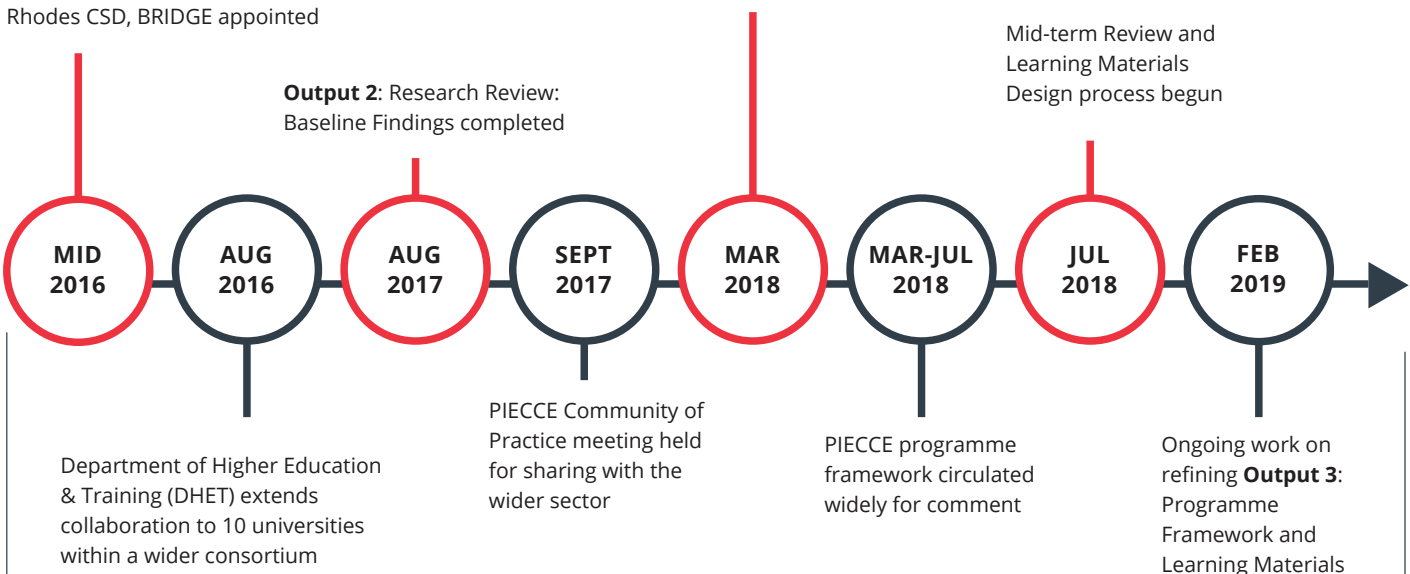 Rhodes CSD, BRIDGE appointed
Output 2: Research Review:
Baseline Findings completed
Mid-term Review and
Learning Materials
Design process begun
MID
2016
AUG
2016
AUG
2017
SEPT
2017
MAR
2018
MAR-JUL
2018
JUL
2018
FEB
2019
Department of Higher Education
& Training (DHET) extends
collaboration to 10 universities
within a wider consortium
PIECCE Community of
Practice meeting held
for sharing with the
wider sector
PIECCE programme
framework circulated
widely for comment
Ongoing work on
refining Output 3:
Programme
Framework and
Learning Materials